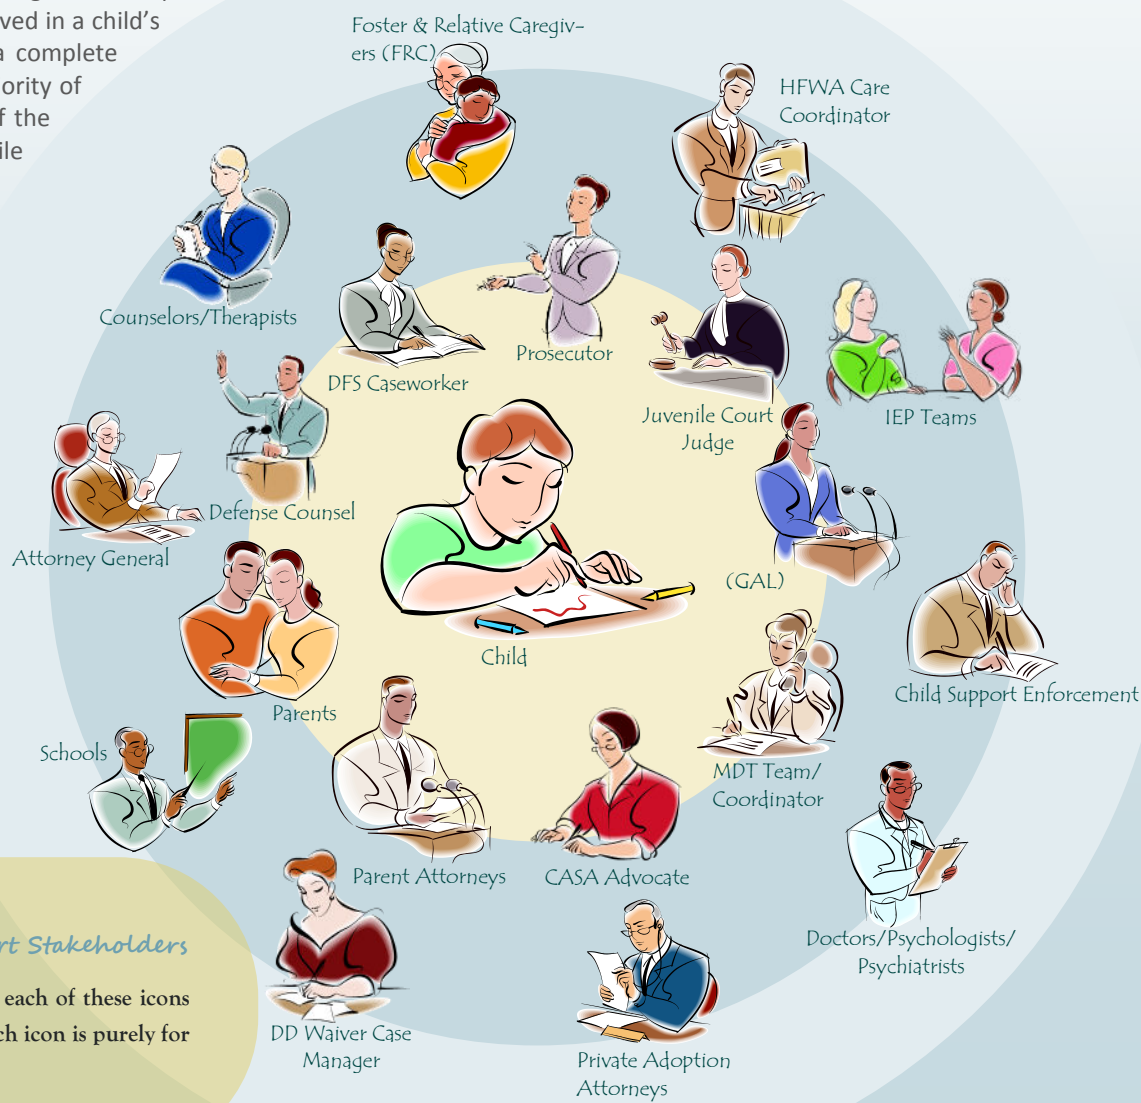 ved in a child's
a complete
ority of
f the
ile
Foster & Relative Caregiv-
ers (FRC)
HFWA Care
Coordinator
Counselors/Therapists
Prosecutor
DFS Caseworker
Juvenile Court
Judge
IEP Teams
Defense Counsel
Attorney General
(GAL)
Child
Child Support Enforcement
Parents
Schools
MDT Team/
Coordinator
Parent Attorneys
CASA Advocate
Doctors/Psychologists/
Psychiatrists
rt Stakeholders
each of these icons
ch icon is purely for
DD Waiver Case
Manager
Private Adoption
Attorneys